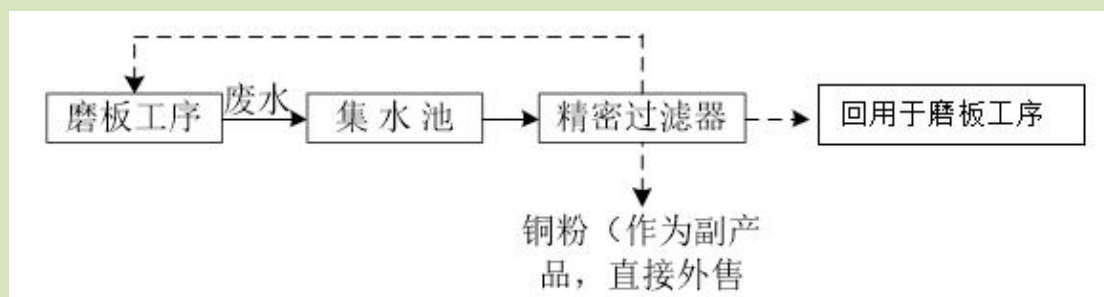 磨板工序
废水
集水池
精密过滤器
回用于磨板工序
铜粉（作为副产
品，直接外售